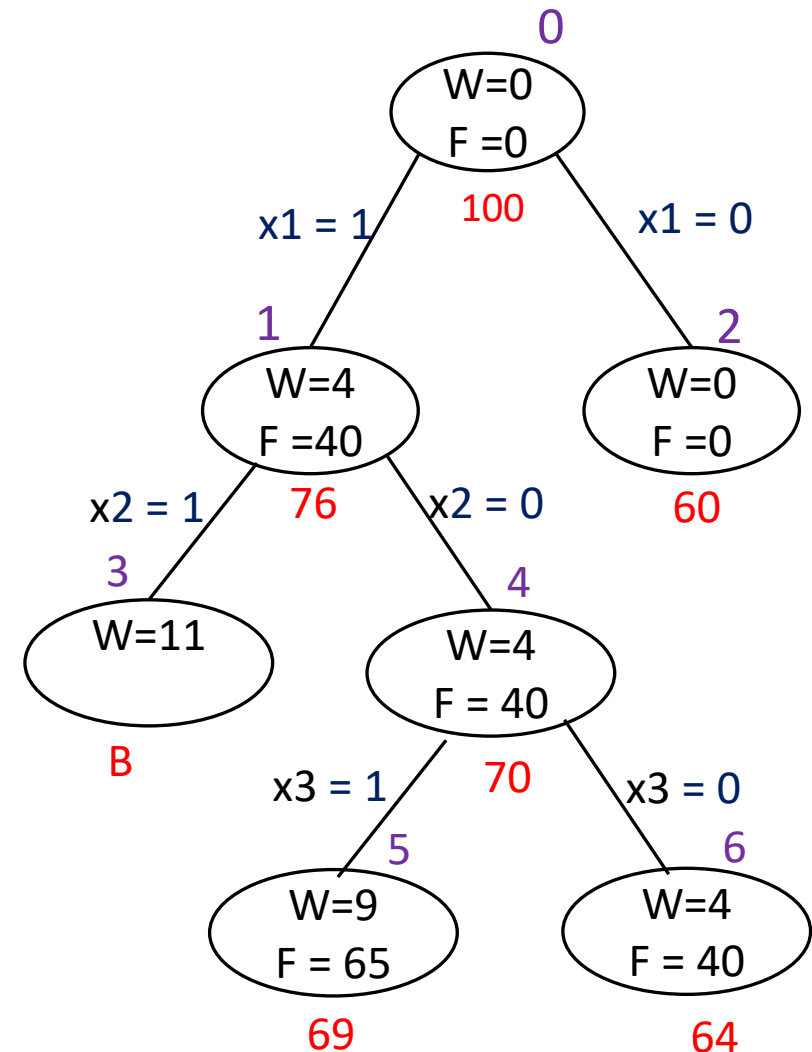 0
W=0
F =0
100
x1 = 1
x1 = 0
1
W=4
F =40
76
2
W=0
F =0
60
x2 = 1
x2 = 0
3
W=11
B
4
W=4
F = 40
70
x3 = 1
x3 = 0
5
W=9
F = 65
69
6
W=4
F = 40
64